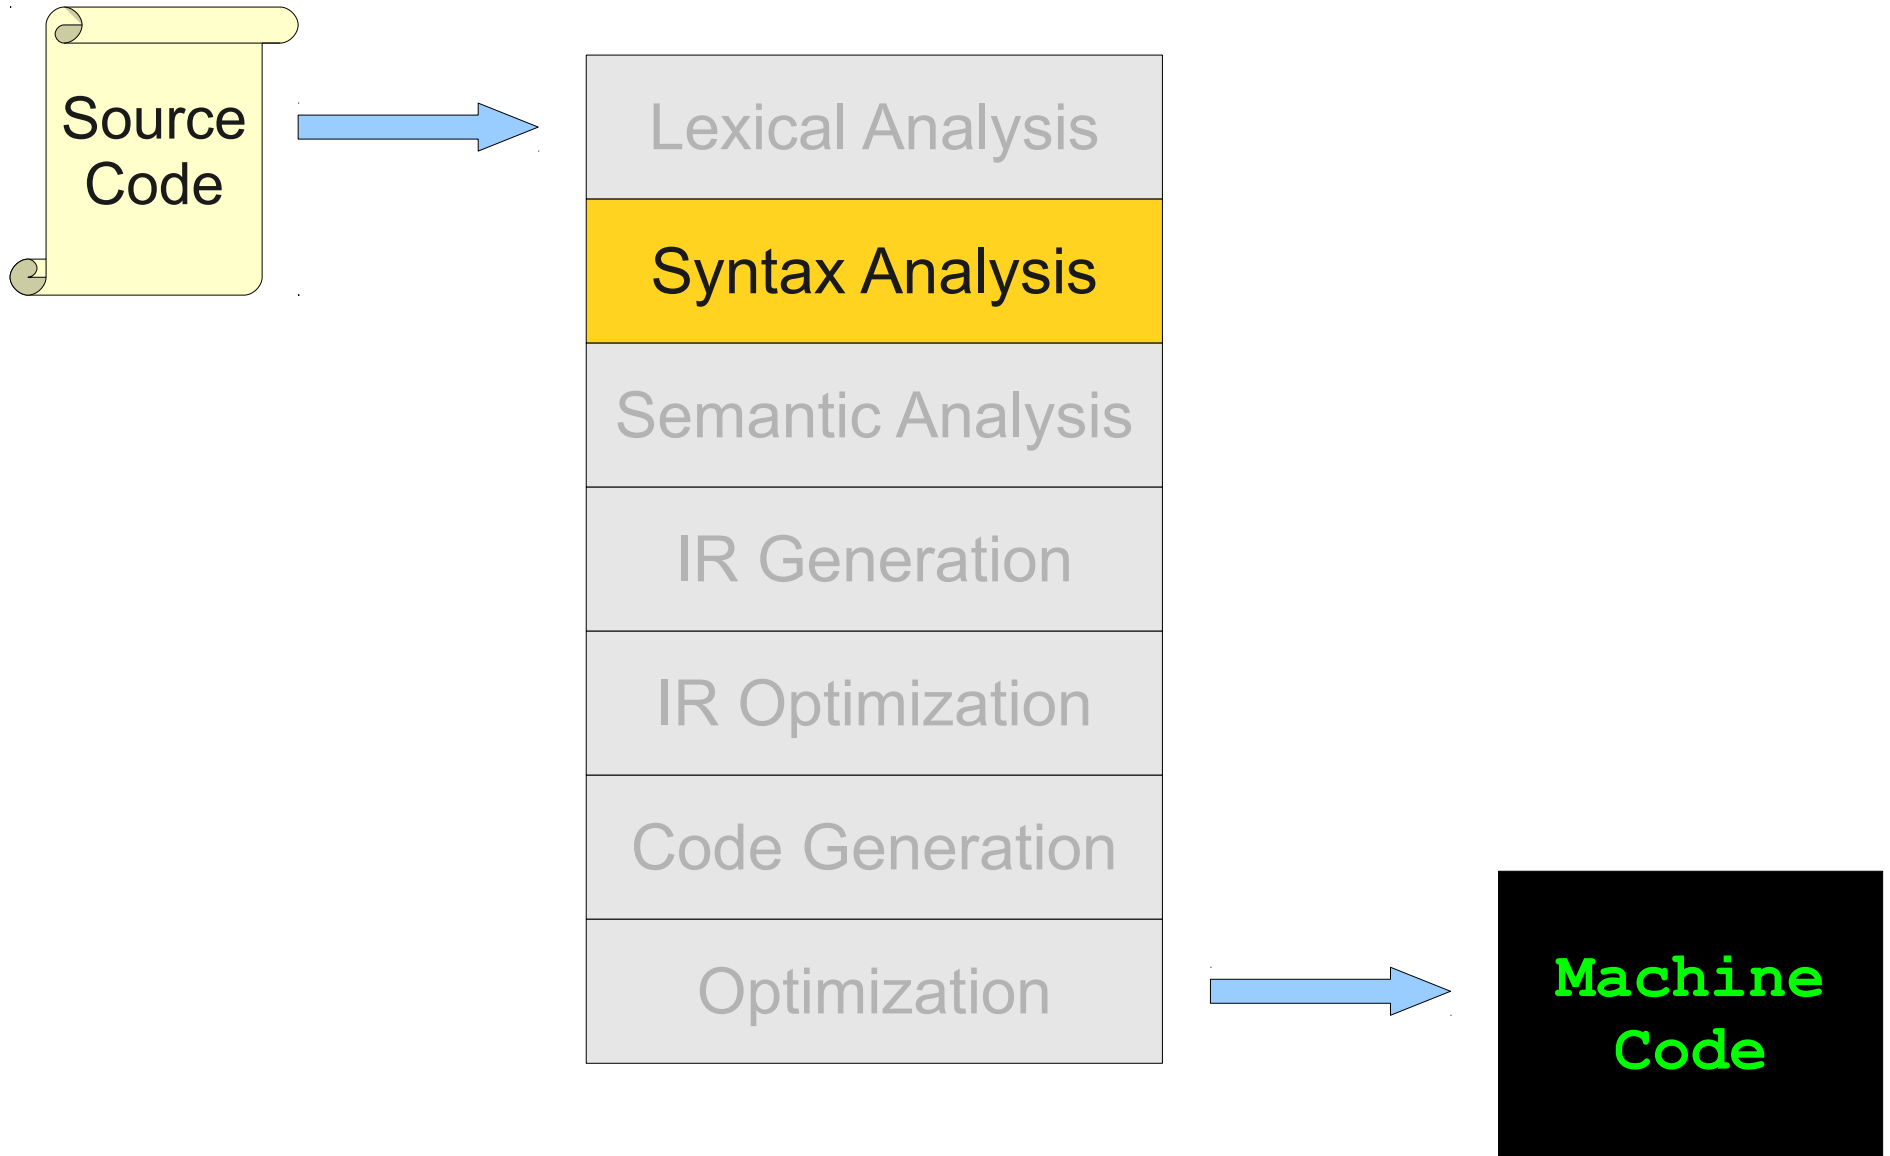 Source
Code
Lexical Analysis
Syntax Analysis
Semantic Analysis
IR Generation
IR Optimization
Code Generation
Optimization
Machine
Code